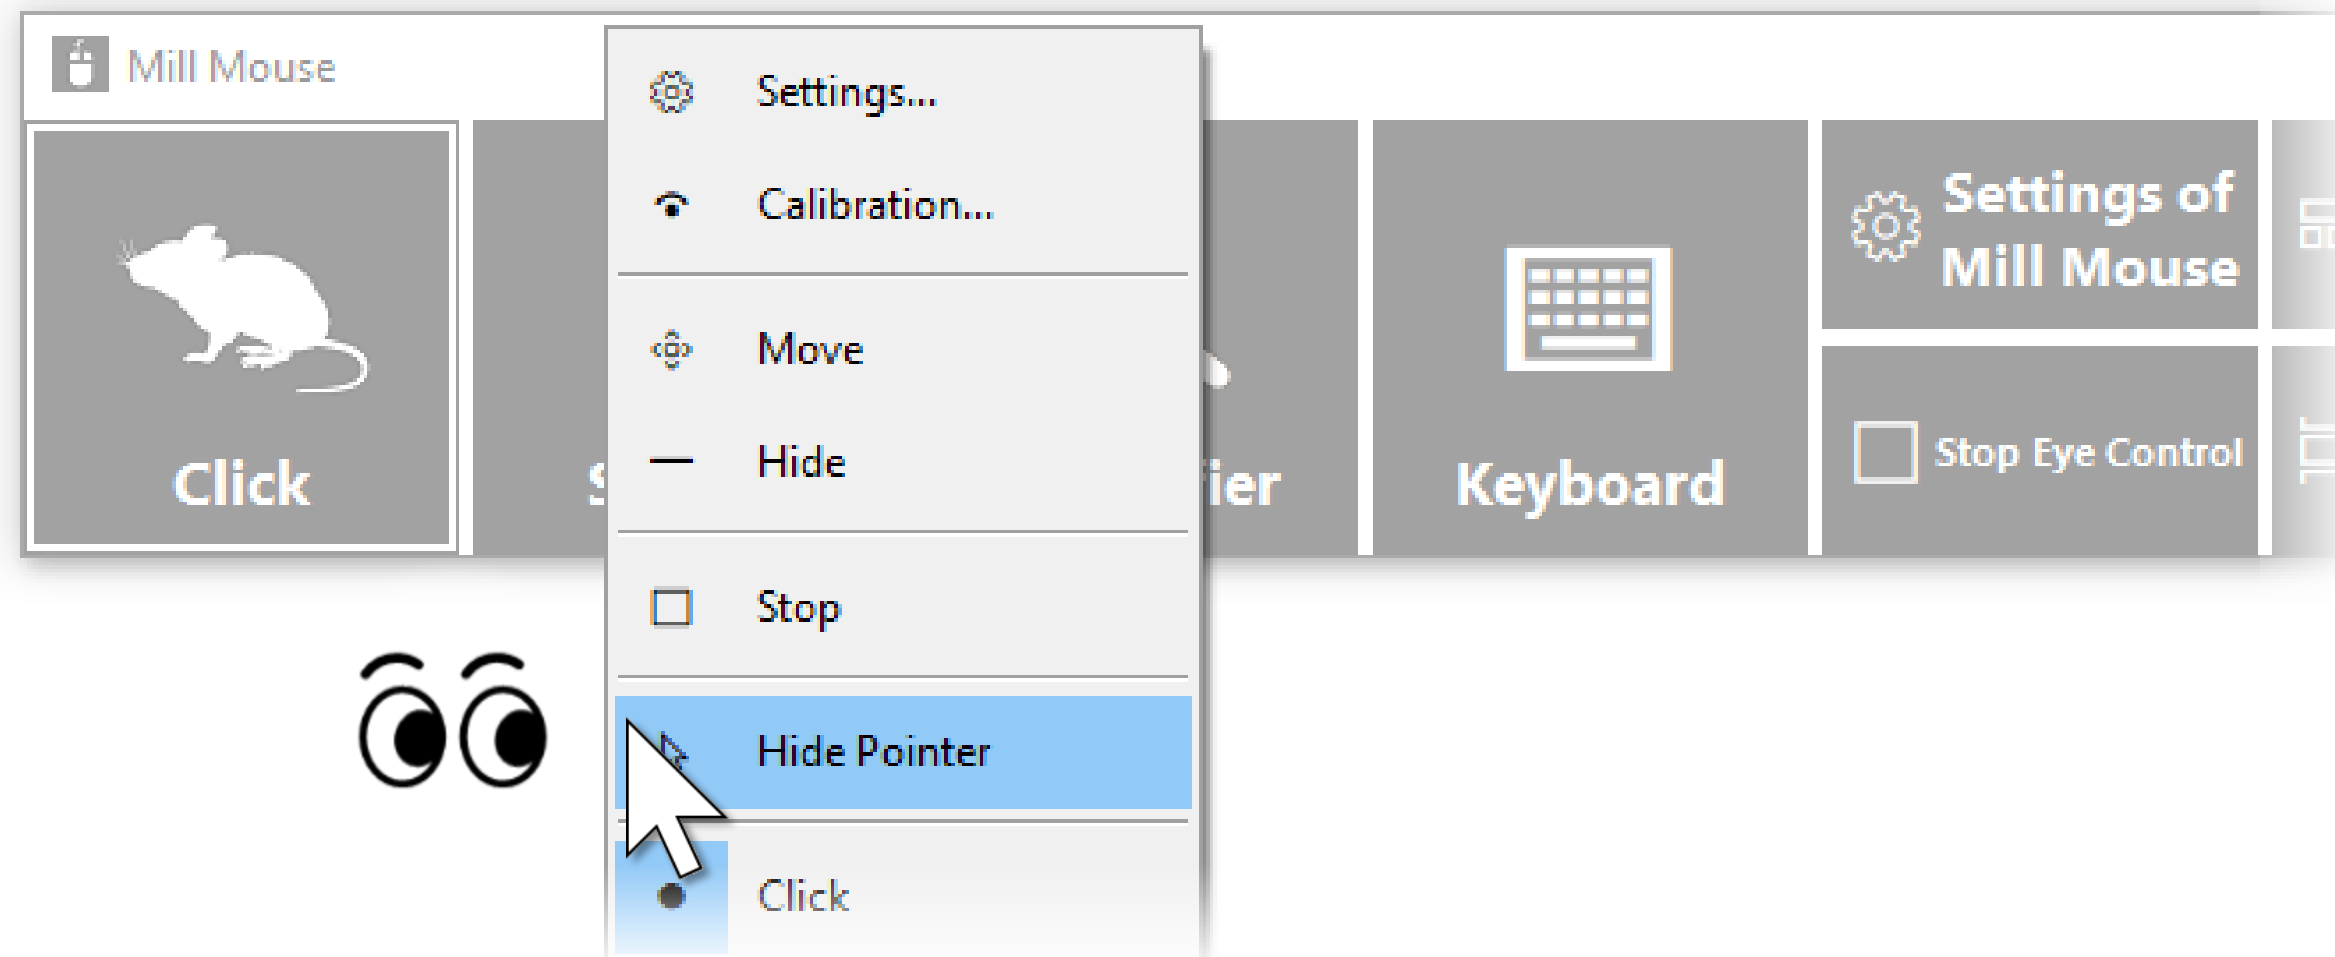 Mill Mouse
Settings...
Calibration...
Move
Hide
Stop
Hide Pointer
Click
Click
Keyboard
Settings of
Mill Mouse
Stop Eye Control